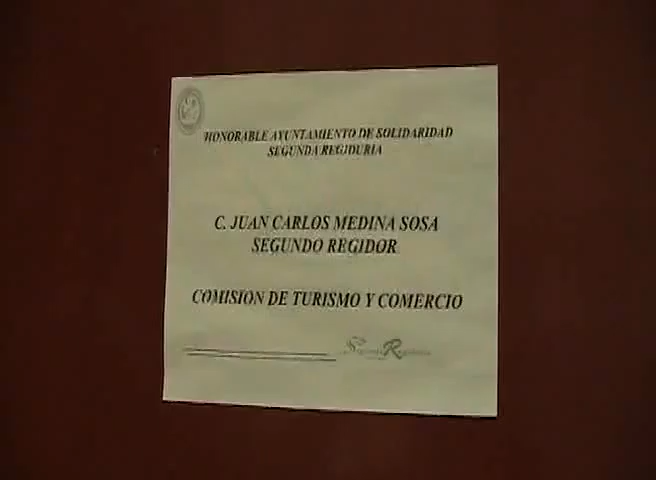 HONORABLE AYUNTAMIENTO DE SOLIDARIDAD
SEGUNDA REGIDURIA
C. JUAN CARLOS MEDINA SOSA
SEGUNDO REGIDOR
COMISION DE TURISMO Y COMERCIO